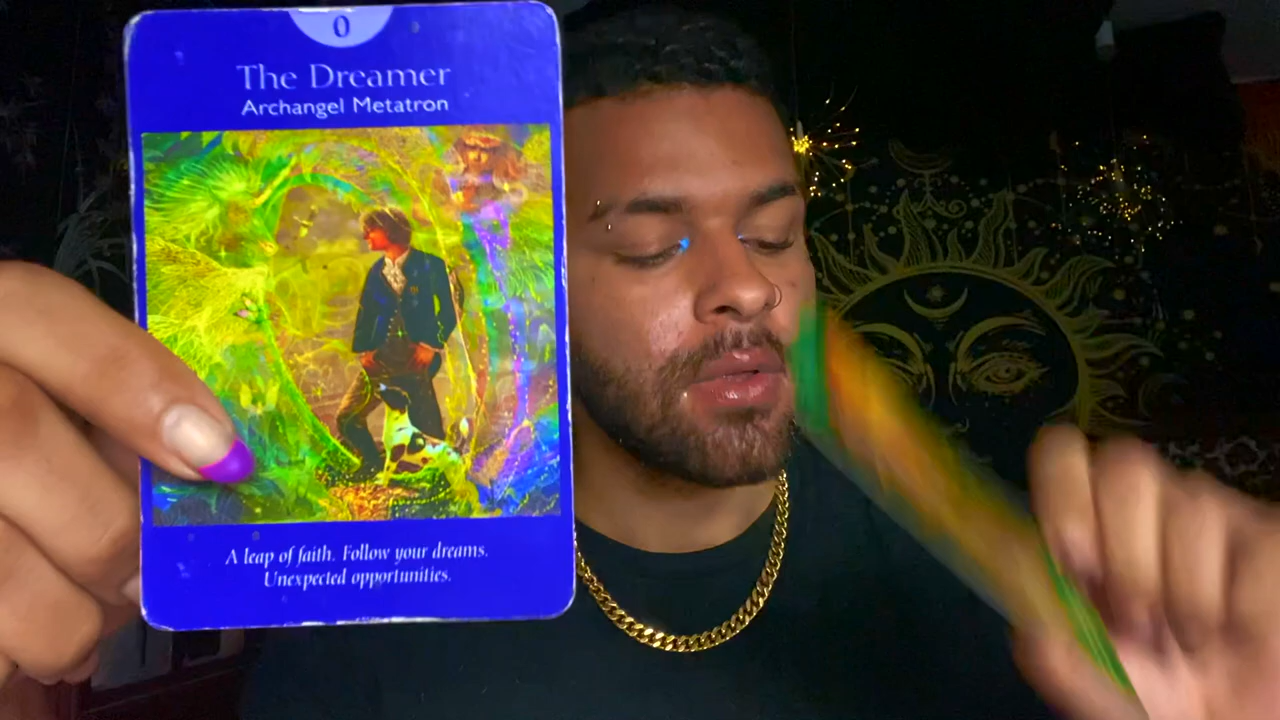 0
The Dreamer
Archangel Metatron
A leap of faith. Follow your dreams.
Unexpected opportunities.